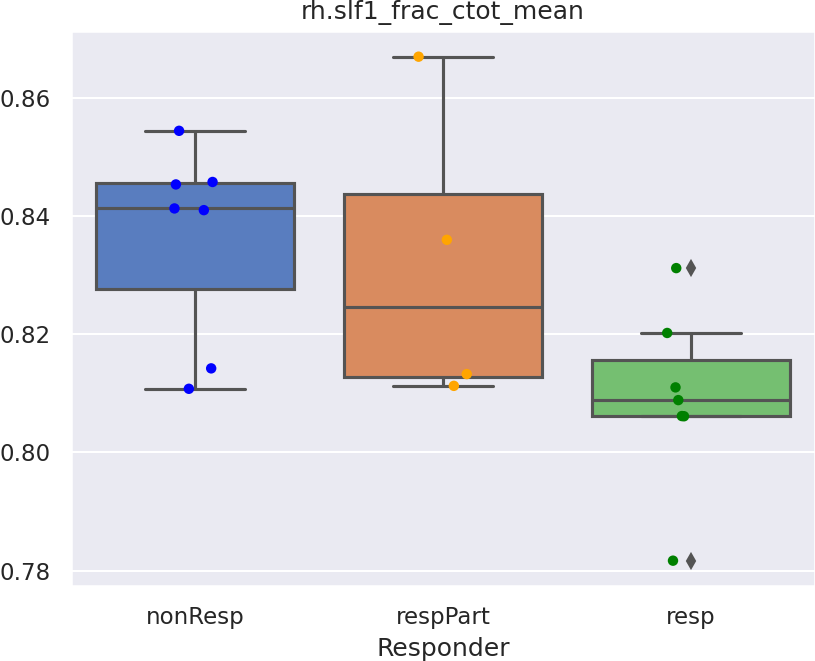 rh.slf1_frac_ctot_mean
0.86
0.84
0.82
0.80
0.78
nonResp respPart resp
Responder